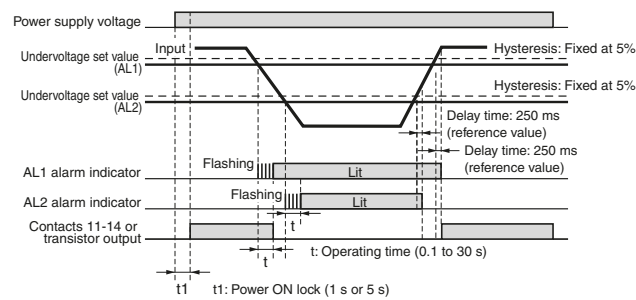 Power supply voltage
Input
Hysteresis: Fixed at 5%
Undervoltage set value
(AL1)
Hysteresis: Fixed at 5%
Undervoltage set value
(AL2)
Delay time: 250 ms
(reference value)
Delay time: 250 ms
(reference value)
Flashing
AL1 alarm indicator
Lit
Flashing
AL2 alarm indicator
Lit
t
Contacts 11-14 or
transistor output
t: Operating time (0.1 to 30 s)
t
t1
t1: Power ON lock (1 s or 5 s)